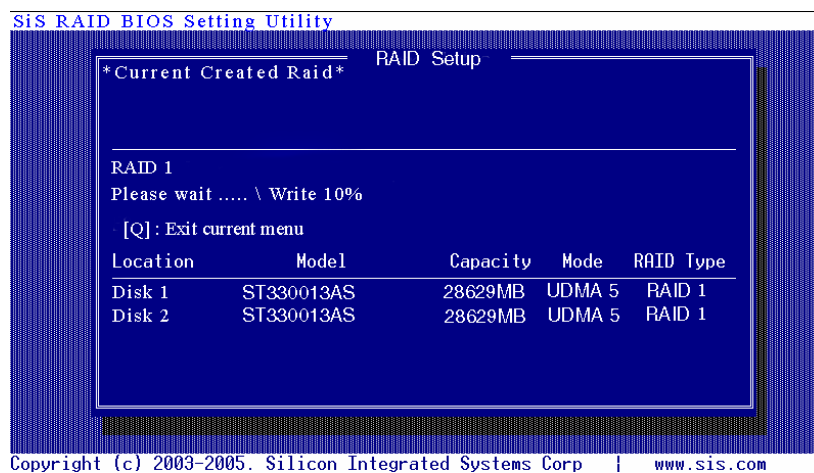 SiS RAID BIOS Setting Utility
RAID Setup
*Current Created Raid*
RAID 1
Please wait ..... \ Write 10%
[Q] : Exit current menu
Location Model Capacity Mode RAID Type
Disk 1 ST330013AS 28629MB UDMA 5 RAID 1
Disk 2 ST330013AS 28629MB UDMA 5 RAID 1
Copyright (c) 2003-2005. Silicon Integrated Systems Corp | www.sis.com